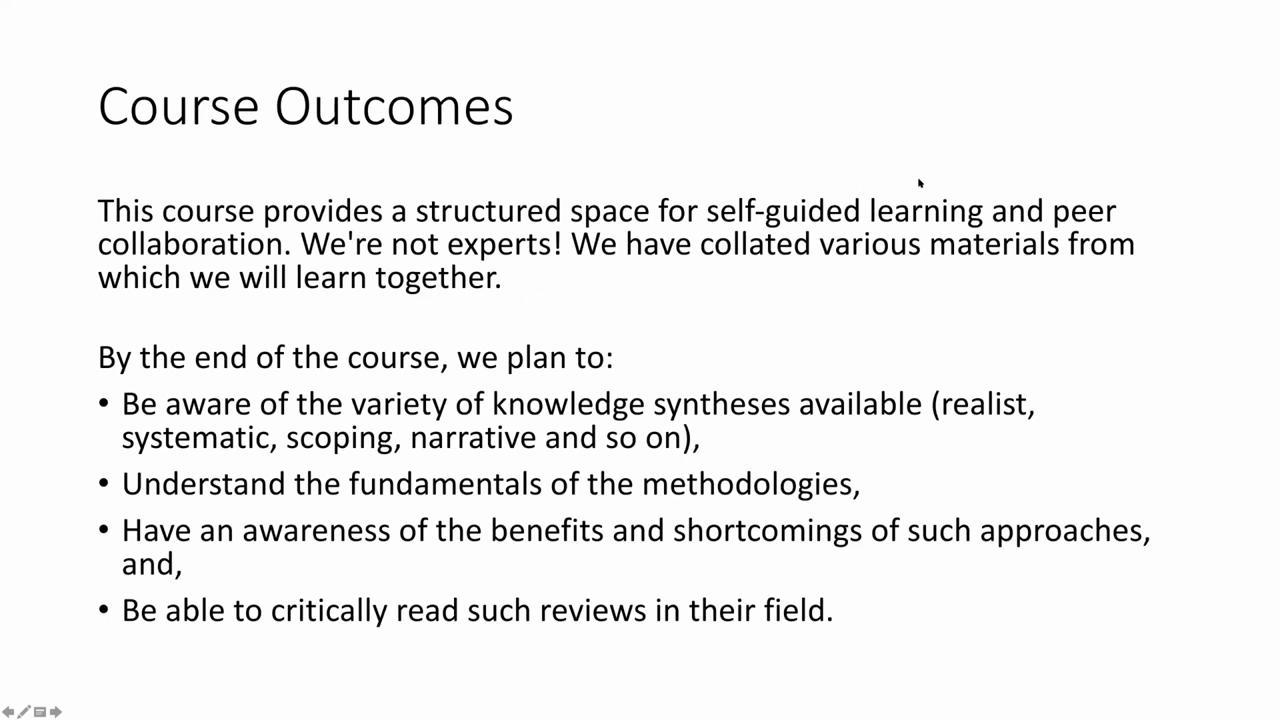 Course Outcomes
This course provides a structured space for self-guided learning and peer
collaboration. We're not experts! We have collated various materials from
which we will learn together.
By the end of the course, we plan to:
• Be aware of the variety of knowledge syntheses available (realist,
systematic, scoping, narrative and so on),
• Understand the fundamentals of the methodologies,
• Have an awareness of the benefits and shortcomings of such approaches,
and,
• Be able to critically read such reviews in their field.